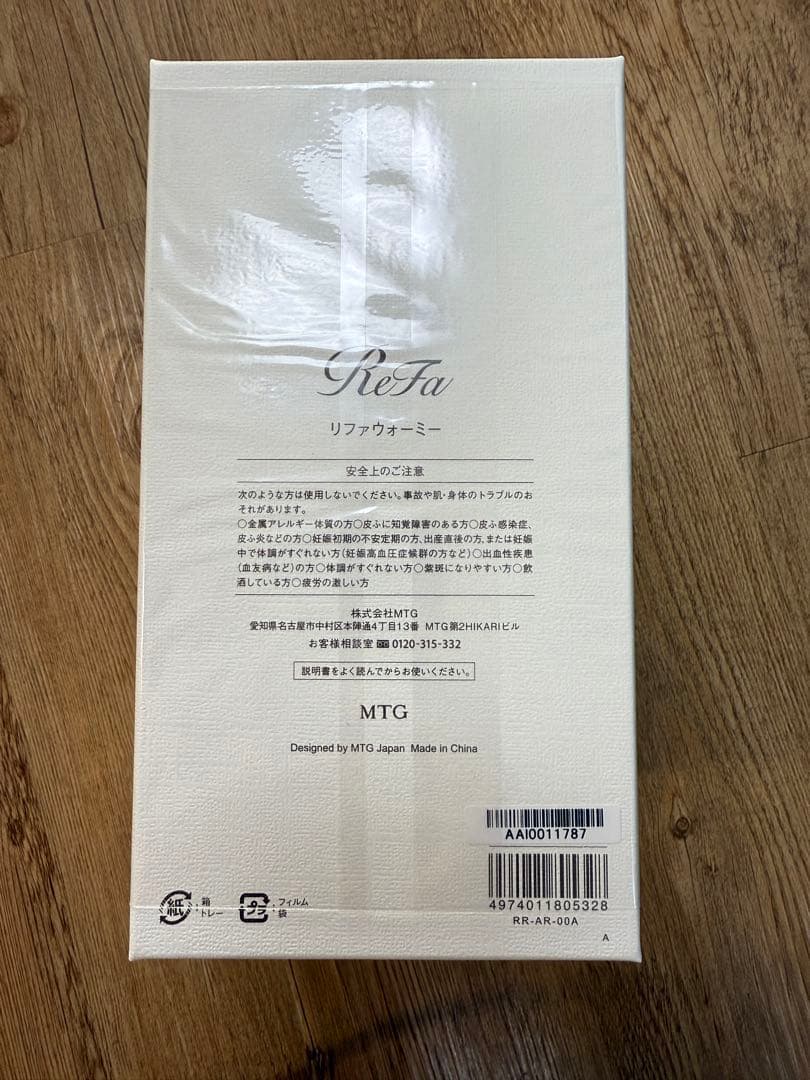 ReFa
リファウォーミー
安全上のご注意
次のような方は使用しないでください。事故や肌・身体のトラブルのお
それがあります。
○金属アレルギー体質の方○皮ふに知覚障害のある方○皮ふ感染症、
皮ふ炎などの方○妊娠初期の不安定期の方、出産直後の方、または妊娠
中で体調がすぐれない方(妊娠高血圧症候群の方など)○出血性疾患
(血友病など)の方○体調がすぐれない方○紫斑になりやすい方○飲
酒している方○疲労の激しい方
株式会社MTG
愛知県名古屋市中村区本陣通4丁目13番 MTG第2HIKARIビル
お客様相談室 0120-315-332
説明書をよく読んでからお使いください。
MTG
Designed by MTG Japan Made in China
AAI0011787
4974011805328
RR-AR-00A
A
紙 : 箱
トレー
プラ : フィルム
袋